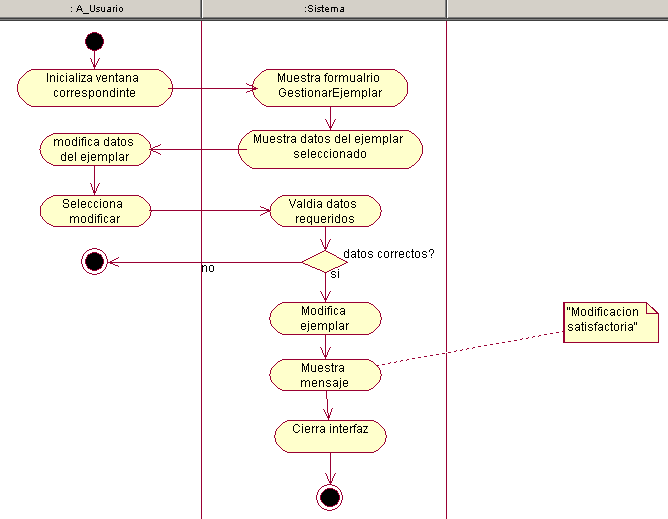 : A_Usuario
:Sistema
Inicializa ventana
correspondinte
Muestra formualrio
GestionarEjemplar
modifica datos
del ejemplar
Muestra datos del ejemplar
seleccionado
Selecciona
modificar
Valdia datos
requeridos
datos correctos?
no
si
Modifica
ejemplar
"Modificacion
satisfactoria"
Muestra
mensaje
Cierra interfaz